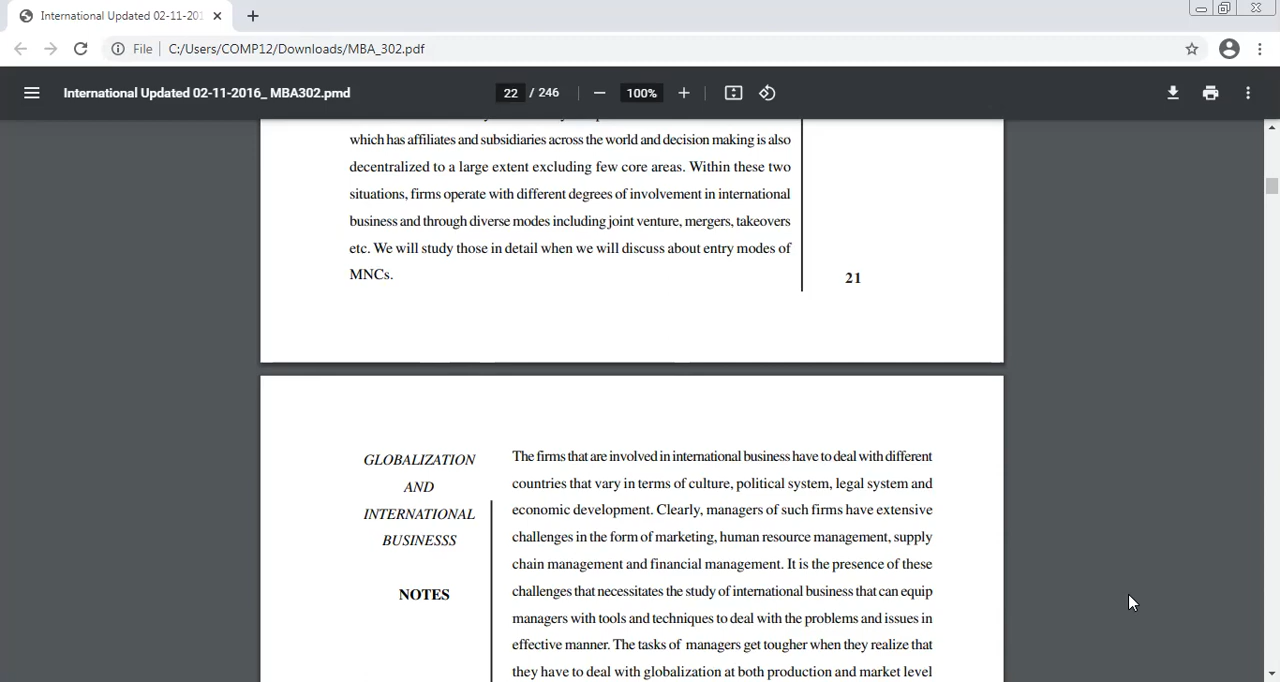 International Updated 02-11-201
File C:/Users/COMP12/Downloads/MBA_302.pdf
International Updated 02-11-2016_ MBA302.pmd
22 / 246
100%
which has affiliates and subsidiaries across the world and decision making is also
decentralized to a large extent excluding few core areas. Within these two
situations, firms operate with different degrees of involvement in international
business and through diverse modes including joint venture, mergers, takeovers
etc. We will study those in detail when we will discuss about entry modes of
MNCs.
21
GLOBALIZATION
AND
INTERNATIONAL
BUSINESSS
NOTES
The firms that are involved in international business have to deal with different
countries that vary in terms of culture, political system, legal system and
economic development. Clearly, managers of such firms have extensive
challenges in the form of marketing, human resource management, supply
chain management and financial management. It is the presence of these
challenges that necessitates the study of international business that can equip
managers with tools and techniques to deal with the problems and issues in
effective manner. The tasks of managers get tougher when they realize that
they have to deal with globalization at both production and market level